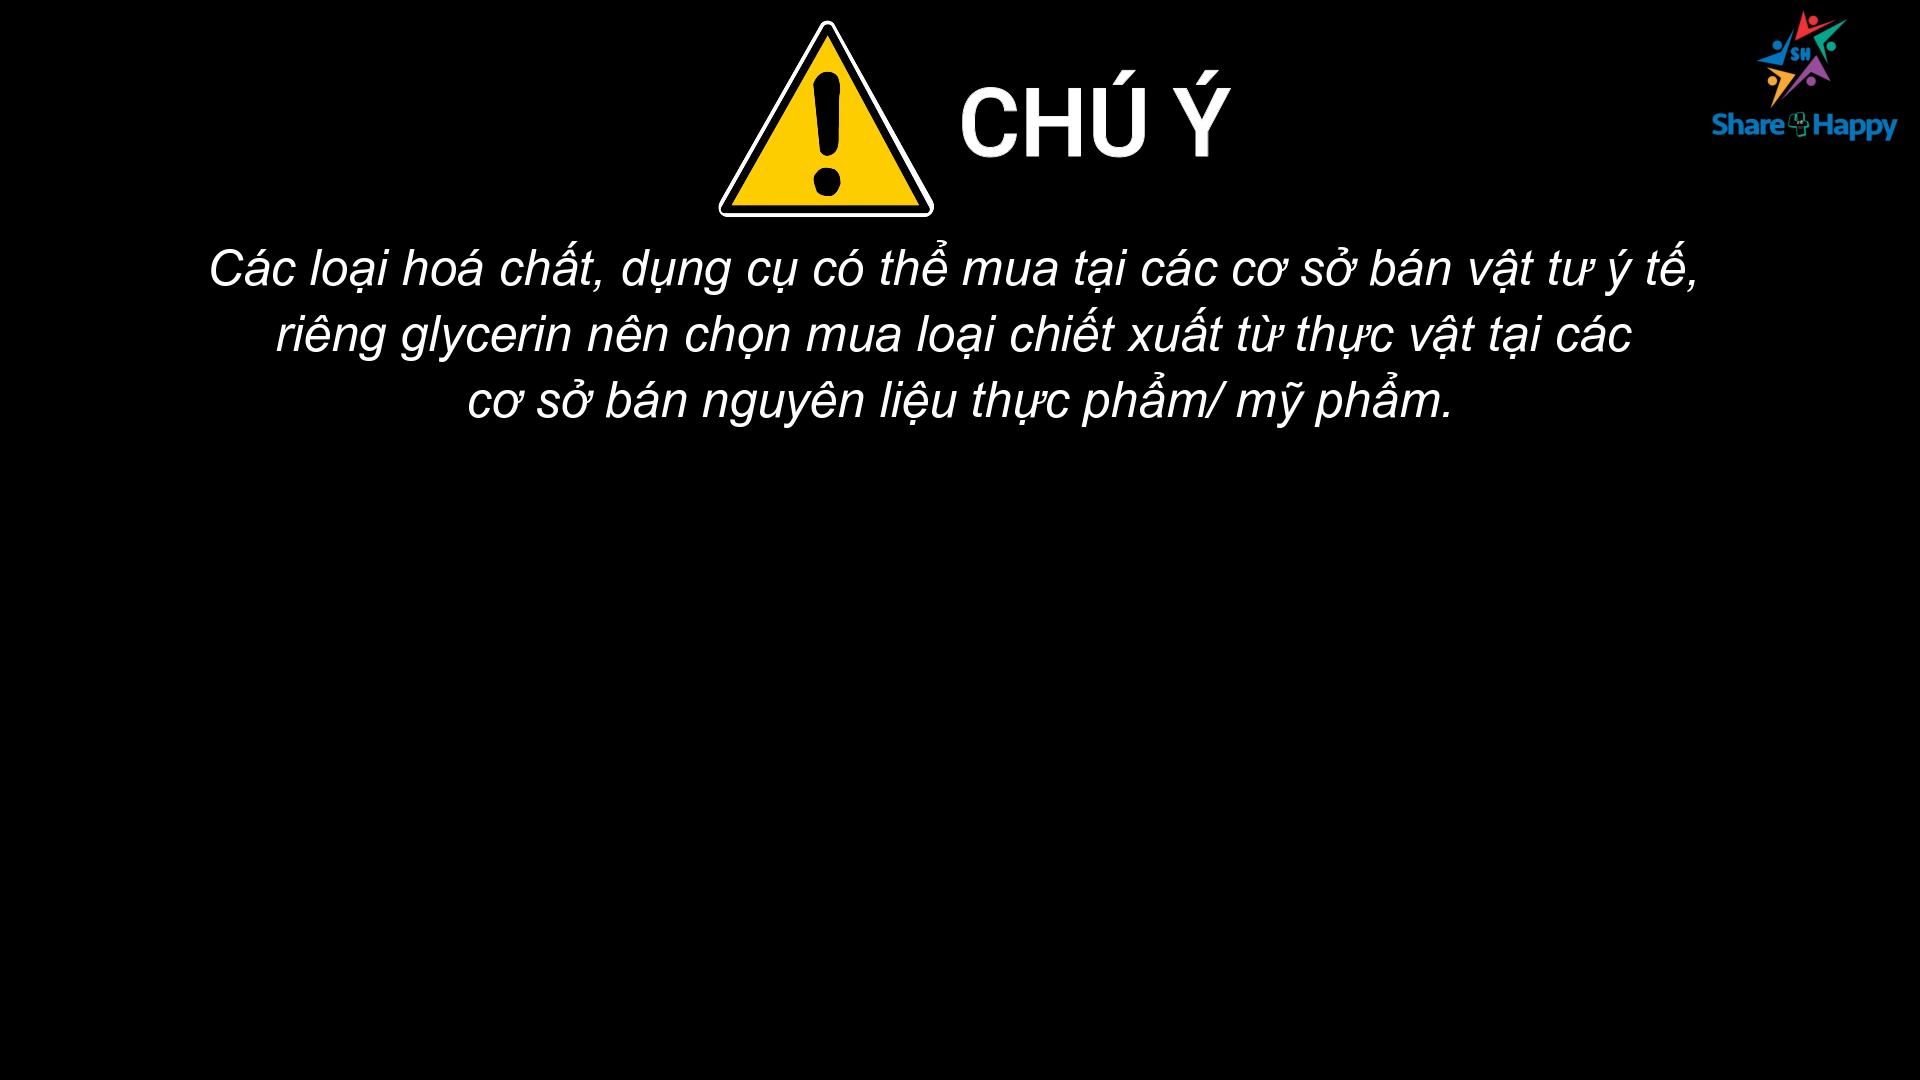 SH
Share4Happy
CHÚ Ý
Các loại hoá chất, dụng cụ có thể mua tại các cơ sở bán vật tư ý tế,
riêng glycerin nên chọn mua loại chiết xuất từ thực vật tại các
cơ sở bán nguyên liệu thực phẩm/ mỹ phẩm.